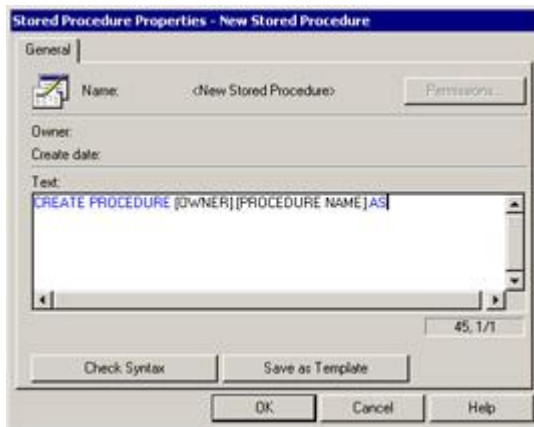 Stored Procedure Properties - New Stored Procedure
General
Name: <New Stored Procedure> Permissions...
Owner:
Create date:
Text:
CREATE PROCEDURE [OWNER].[PROCEDURE NAME] AS
45, 1/1
Check Syntax Save as Template
OK Cancel Help